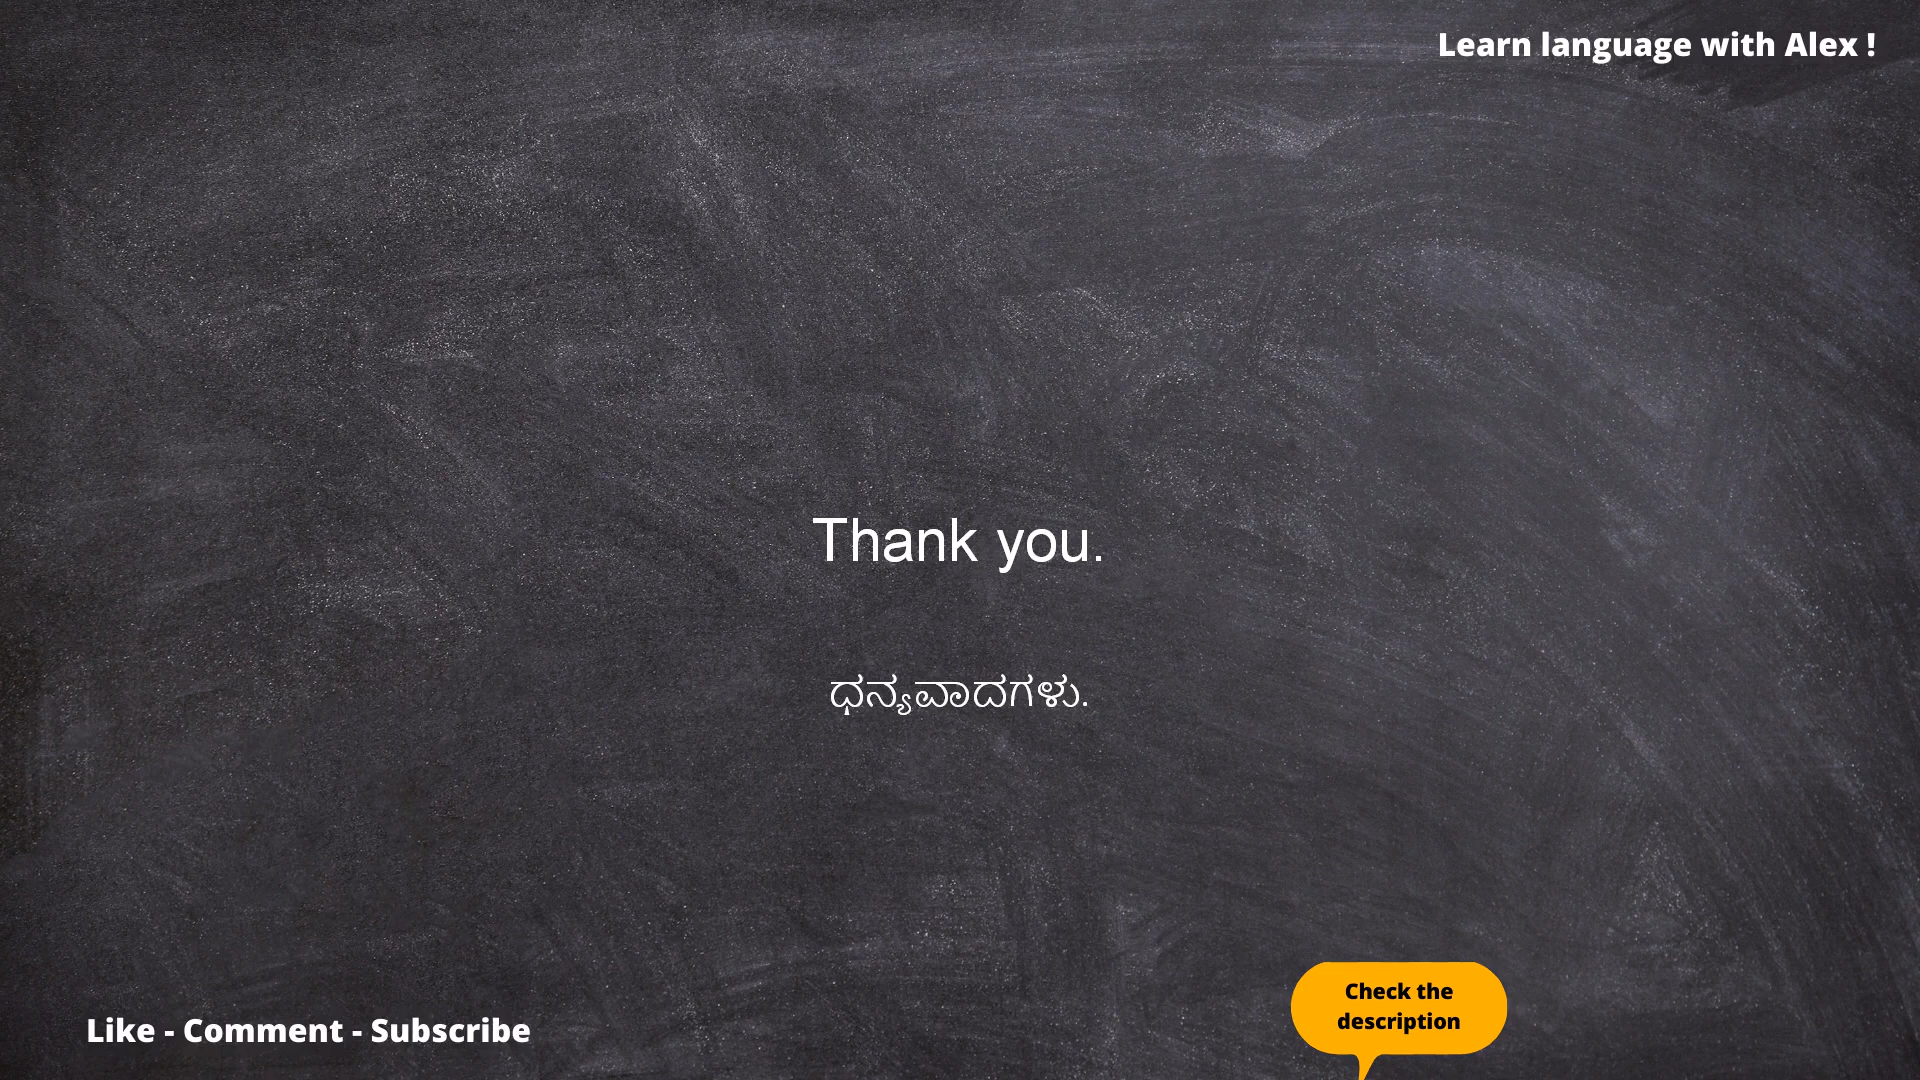 Learn language with Alex !
Thank you.
ಧನ್ಯವಾದಗಳು.
Like - Comment - Subscribe
Check the
description